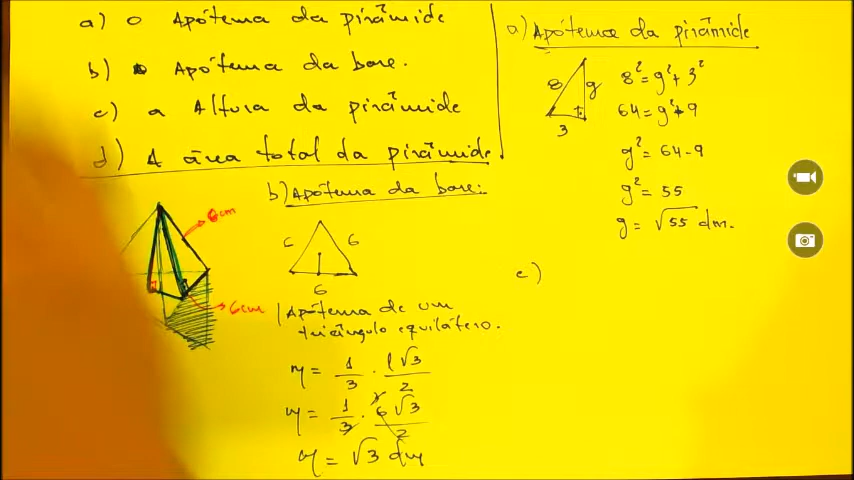 a) o Apótema da pirâmide
b) Apótema da base.
c) a Altura da pirâmide
d) A área total da pirâmide
a) Apótema da pirâmide
8 g
3
8² = g² + 3²
64 = g² + 9
g² = 64 - 9
g² = 55
g = √55 dm.
6cm
6cm
b) Apótema da base:
6 6
6
Apótema de um
triângulo equilátero.
m = 1/3 · l√3/2
m = 1/3 · 6√3/2
m = √3 dm
c)